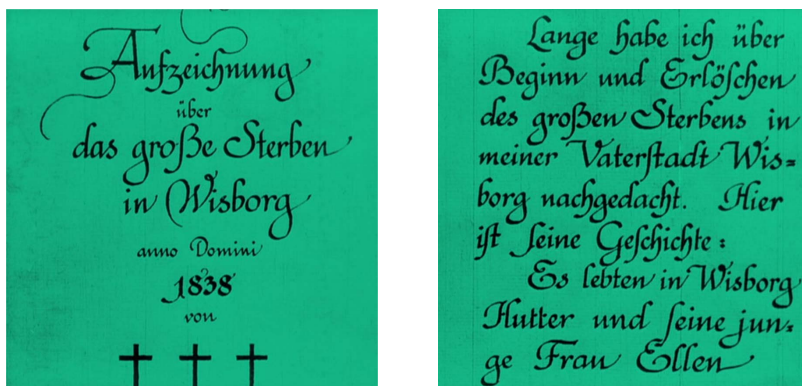 Aufzeichnung
über
das große Sterben
in Wisborg
anno Domini
1838
von
Lange habe ich über
Beginn und Erlöschen
des großen Sterbens in
meiner Vaterstadt Wis=
borg nachgedacht. Hier
ist seine Geschichte:
Es lebten in Wisborg
Hutter und seine jun=
ge Frau Ellen